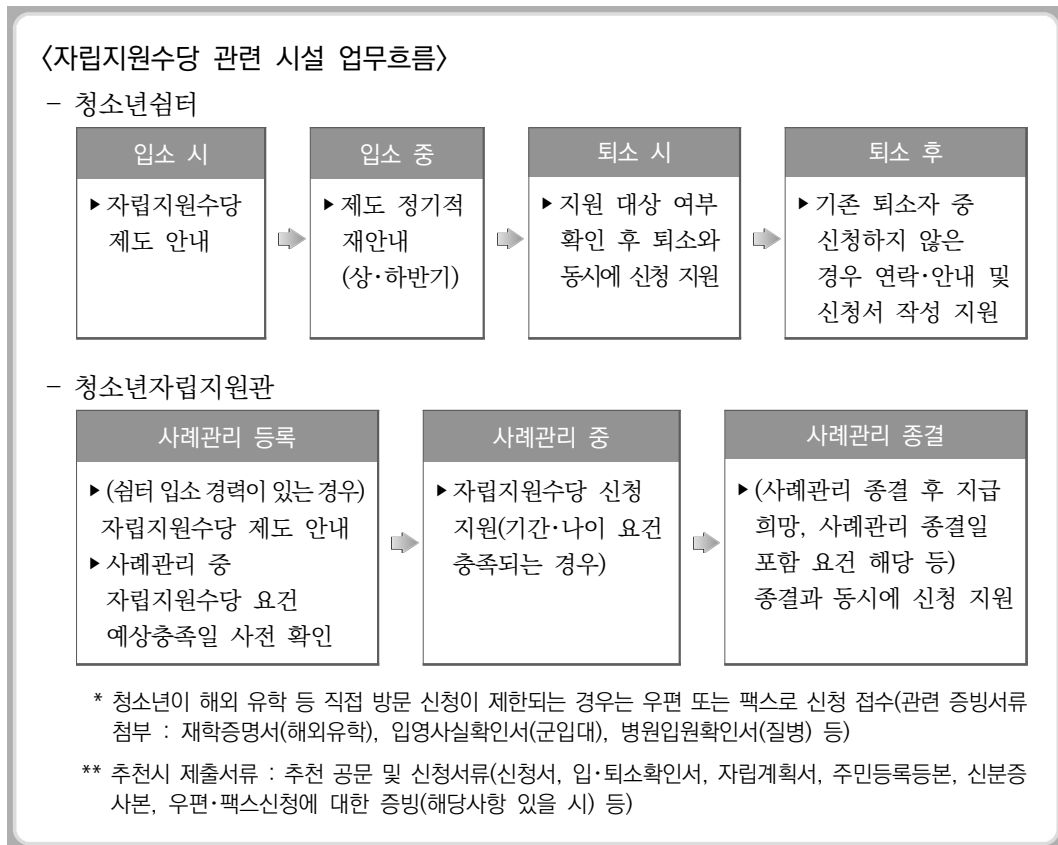 〈자립지원수당 관련 시설 업무흐름〉
- 청소년쉼터
입소 시
▶자립지원수당
제도 안내
입소 중
▶제도 정기적
재안내
(상·하반기)
퇴소 시
▶지원 대상 여부
확인 후 퇴소와
동시에 신청 지원
퇴소 후
▶기존 퇴소자 중
신청하지 않은
경우 연락·안내 및
신청서 작성 지원
- 청소년자립지원관
사례관리 등록
▶(쉼터 입소 경력이 있는 경우)
자립지원수당 제도 안내
▶사례관리 중
자립지원수당 요건
예상충족일 사전 확인
사례관리 중
▶자립지원수당 신청
지원(기간·나이 요건
충족되는 경우)
사례관리 종결
▶(사례관리 종결 후 지급
희망, 사례관리 종결일
포함 요건 해당 등)
종결과 동시에 신청 지원
* 청소년이 해외 유학 등 직접 방문 신청이 제한되는 경우는 우편 또는 팩스로 신청 접수(관련 증빙서류
첨부 : 재학증명서(해외유학), 입영사실확인서(군입대), 병원입원확인서(질병) 등)
** 추천시 제출서류 : 추천 공문 및 신청서류(신청서, 입·퇴소확인서, 자립계획서, 주민등록등본, 신분증
사본, 우편·팩스신청에 대한 증빙(해당사항 있을 시) 등)